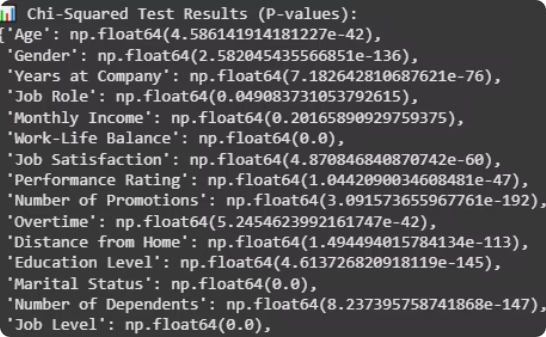 📊 Chi-Squared Test Results (P-values):
{'Age': np.float64(4.586141914181227e-42),
'Gender': np.float64(2.582045435566851e-136),
'Years at Company': np.float64(7.182642810687621e-76),
'Job Role': np.float64(0.049083731053792615),
'Monthly Income': np.float64(0.20165890929759375),
'Work-Life Balance': np.float64(0.0),
'Job Satisfaction': np.float64(4.870846840870742e-60),
'Performance Rating': np.float64(1.0442090034608481e-47),
'Number of Promotions': np.float64(3.091573655967761e-192),
'Overtime': np.float64(5.2454623992161747e-42),
'Distance from Home': np.float64(1.494494015784134e-113),
'Education Level': np.float64(4.613726820918119e-145),
'Marital Status': np.float64(0.0),
'Number of Dependents': np.float64(8.237395758741868e-147),
'Job Level': np.float64(0.0),